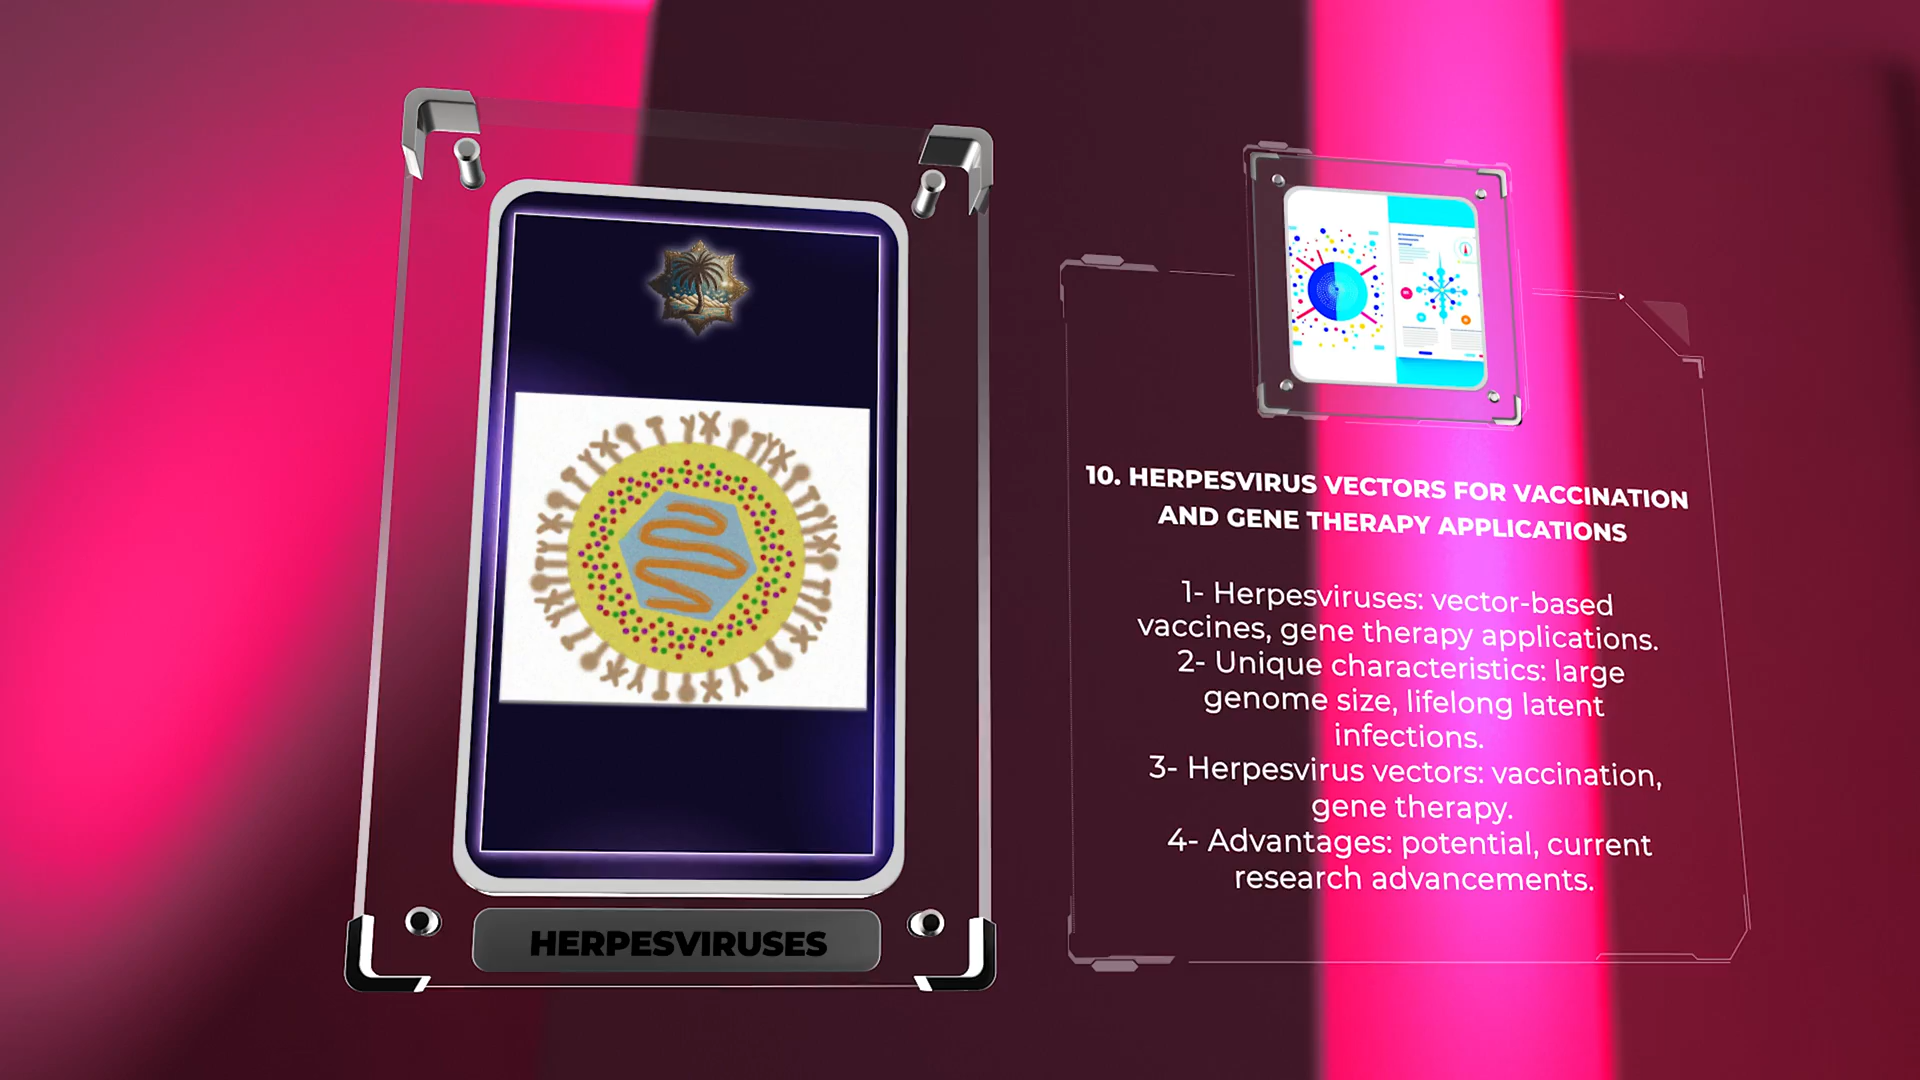 HERPESVIRUSES
10. HERPESVIRUS VECTORS FOR VACCINATION
AND GENE THERAPY APPLICATIONS
1- Herpesviruses: vector-based
vaccines, gene therapy applications.
2- Unique characteristics: large
genome size, lifelong latent
infections.
3- Herpesvirus vectors: vaccination,
gene therapy.
4- Advantages: potential, current
research advancements.